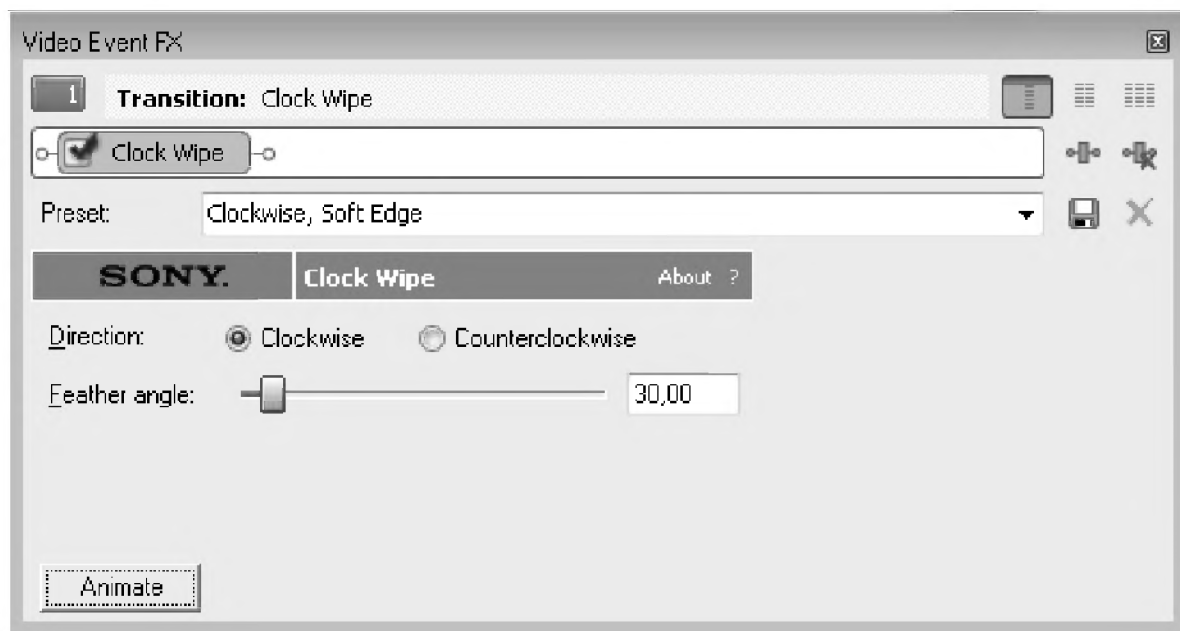 Video Event FX
1 Transition: Clock Wipe
Clock Wipe
Preset: Clockwise, Soft Edge
SONY. Clock Wipe About ?
Direction: Clockwise Counterclockwise
Feather angle: 30,00
Animate